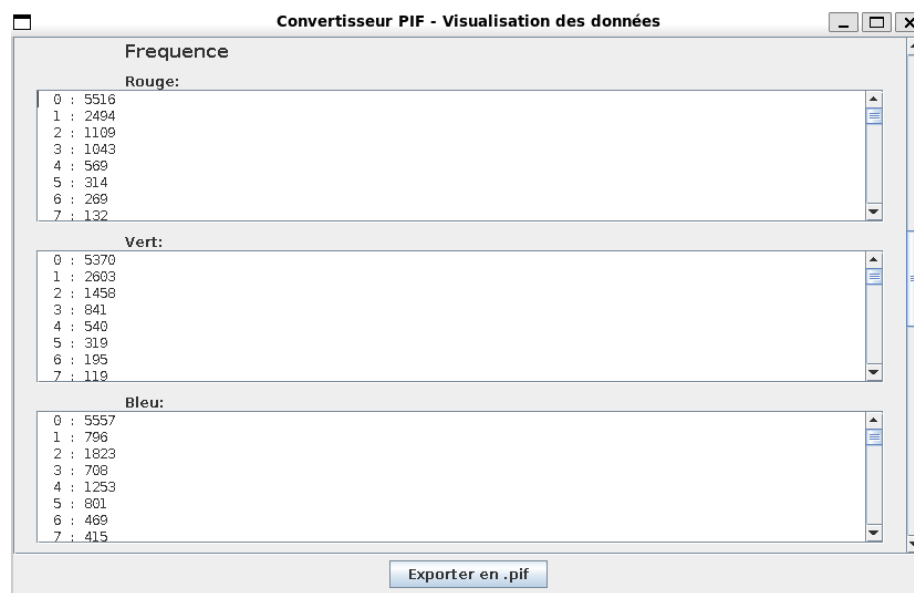 Convertisseur PIF - Visualisation des données
Frequence
Rouge:
0 : 5516
1 : 2494
2 : 1109
3 : 1043
4 : 569
5 : 314
6 : 269
7 : 132
Vert:
0 : 5370
1 : 2603
2 : 1458
3 : 841
4 : 540
5 : 319
6 : 195
7 : 119
Bleu:
0 : 5557
1 : 796
2 : 1823
3 : 708
4 : 1253
5 : 801
6 : 469
7 : 415
Exporter en .pif